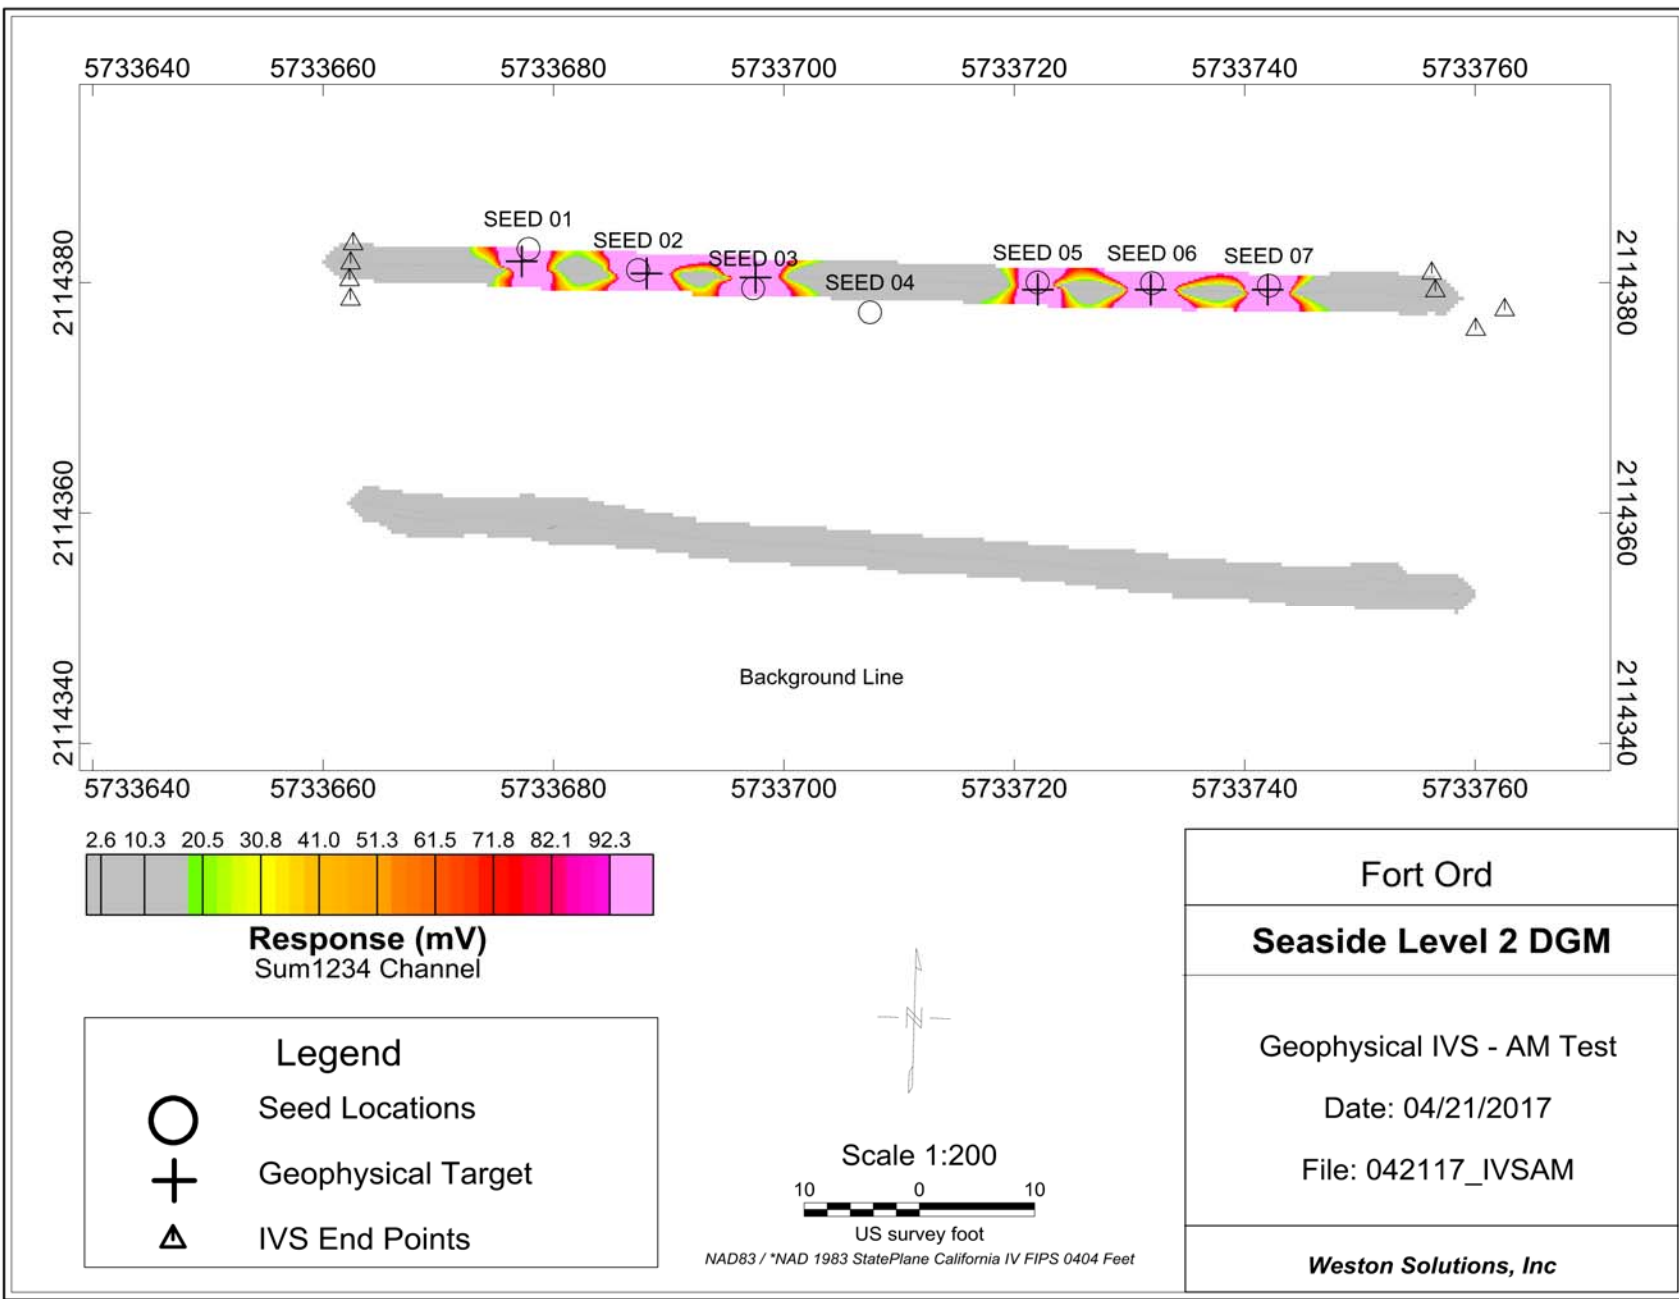 5733640 5733660 5733680 5733700 5733720 5733740 5733760
2114380
2114360
2114340
SEED 01
SEED 02
SEED 03
SEED 04
SEED 05
SEED 06
SEED 07
2114380
2114360
2114340
Background Line
5733640 5733660 5733680 5733700 5733720 5733740 5733760
2.6 10.3 20.5 30.8 41.0 51.3 61.5 71.8 82.1 92.3
Response (mV)
Sum1234 Channel
Legend
Seed Locations
Geophysical Target
IVS End Points
N
Scale 1:200
10 0 10
US survey foot
NAD83 / *NAD 1983 StatePlane California IV FIPS 0404 Feet
Fort Ord
Seaside Level 2 DGM
Geophysical IVS - AM Test
Date: 04/21/2017
File: 042117_IVSAM
Weston Solutions, Inc